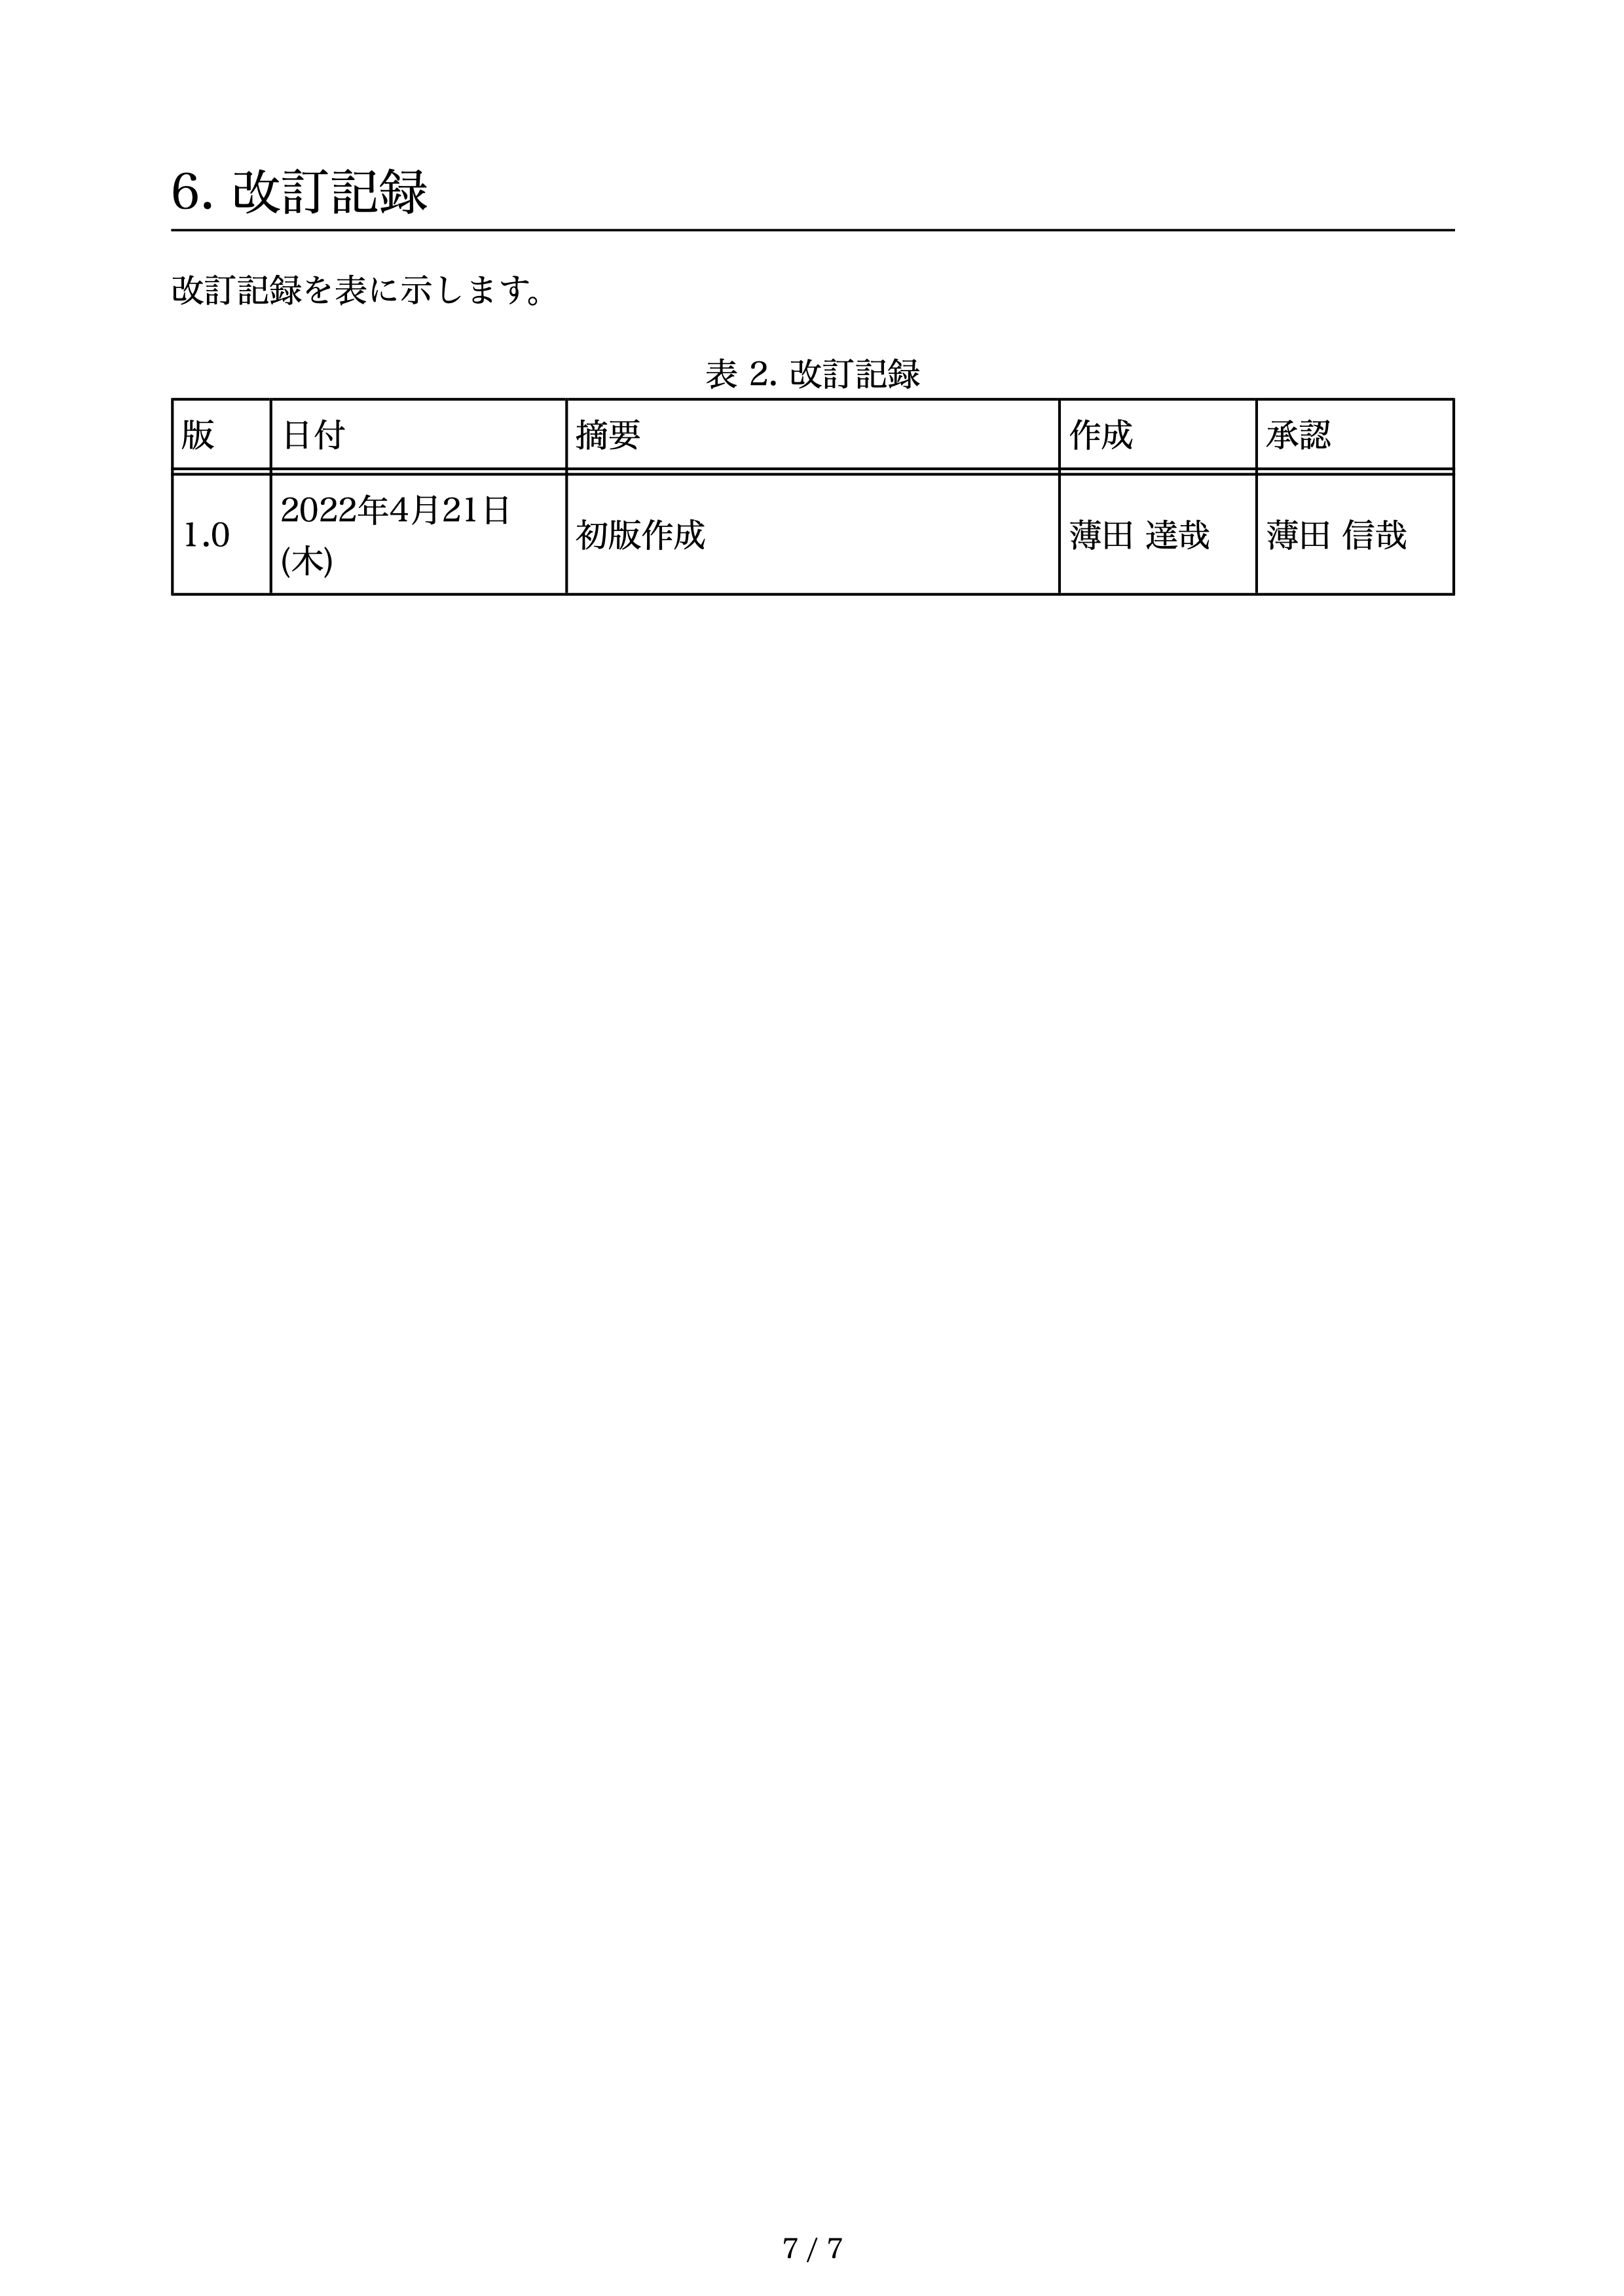 6. 改訂記録
改訂記録を表に示します。
表 2. 改訂記録
版 日付 摘要 作成 承認
1.0 2022年4月21日 初版作成 薄田 達哉 薄田 信哉
(木)
7 / 7